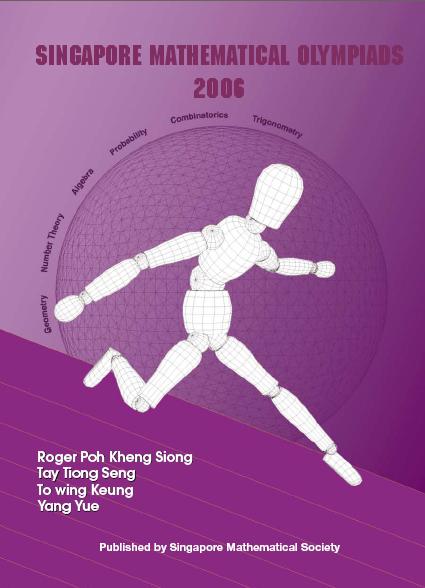 SINGAPORE MATHEMATICAL OLYMPIADS
2006
Geometry
Number Theory
Algebra
Probability
Combinatorics
Trigonometry
Roger Poh Kheng Siong
Tay Tiong Seng
To wing Keung
Yang Yue
Published by Singapore Mathematical Society